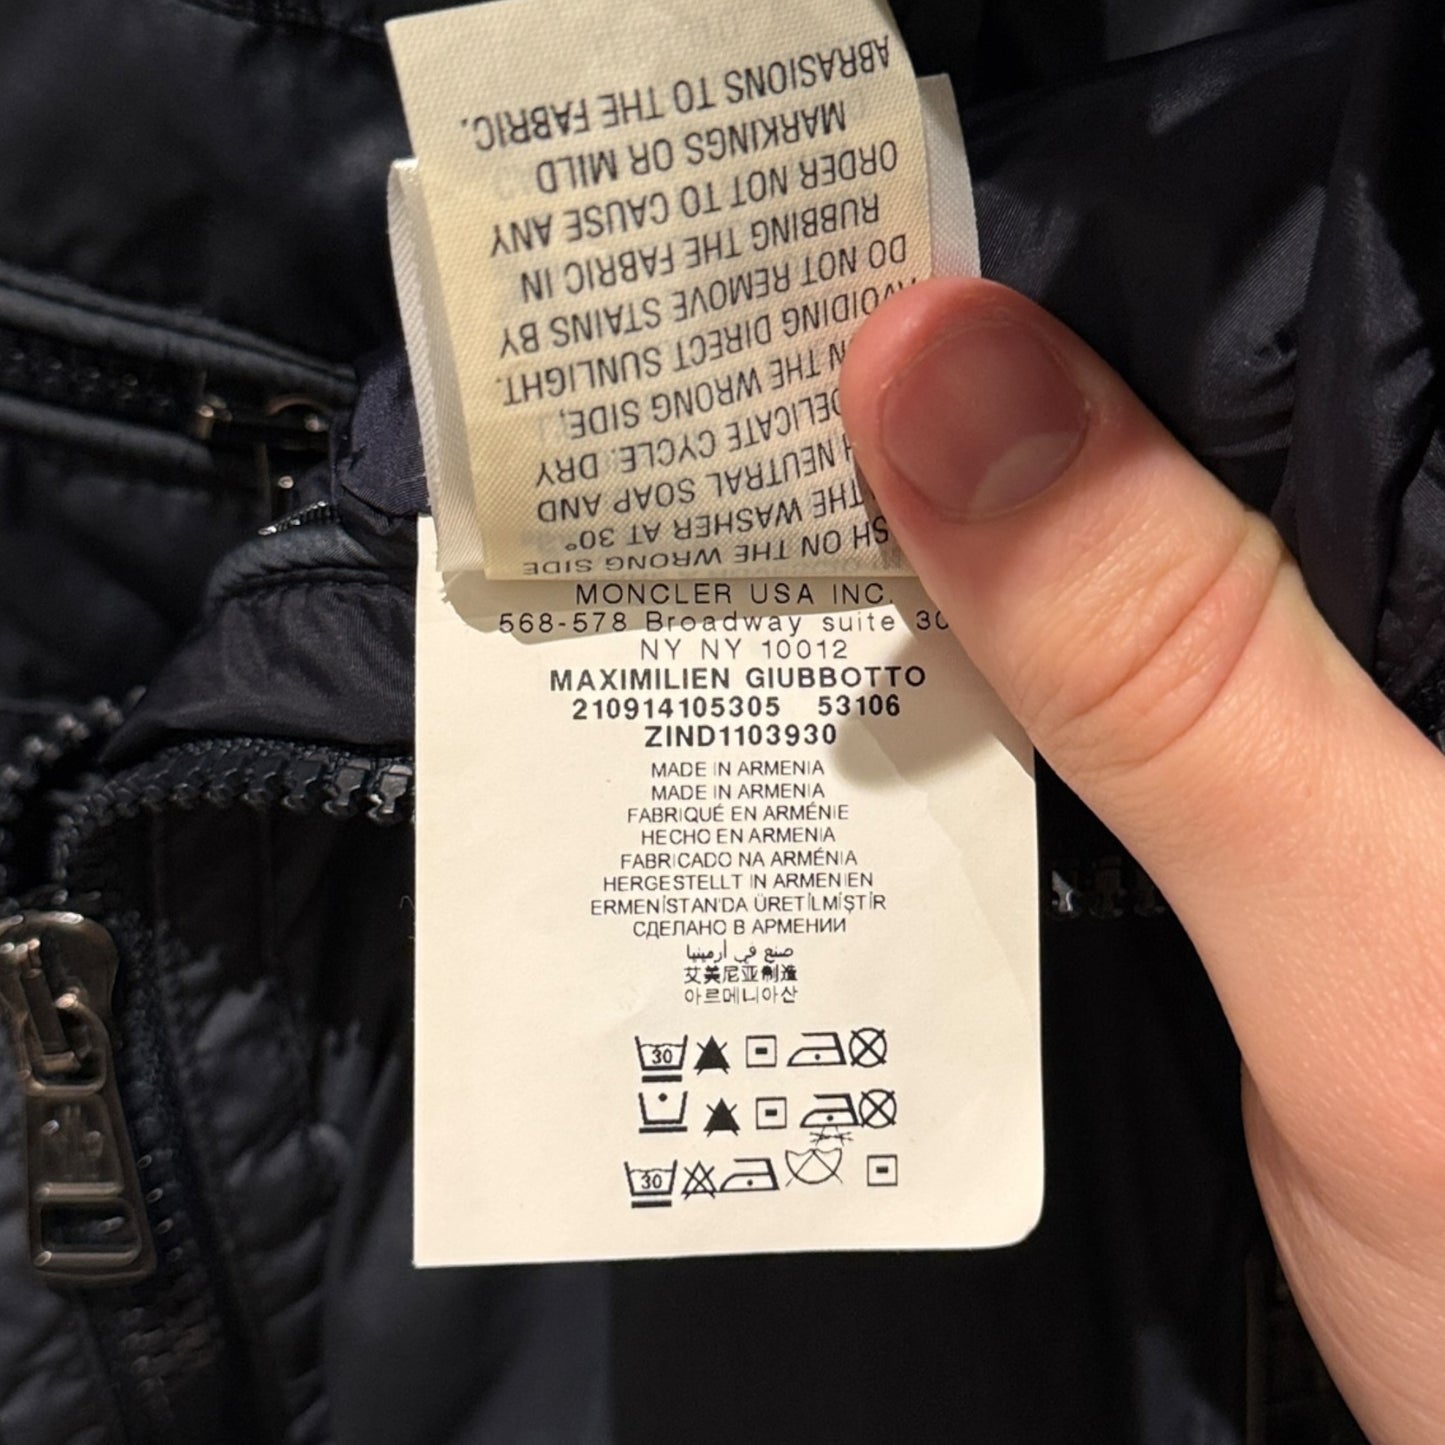 SH ON THE WRONG SIDE
THE WASHER AT 30°
H NEUTRAL SOAP AND
DELICATE CYCLE. DRY
N THE WRONG SIDE,
AVOIDING DIRECT SUNLIGHT.
DO NOT REMOVE STAINS BY
RUBBING THE FABRIC IN
ORDER NOT TO CAUSE ANY
MARKINGS OR MILD
ABRASIONS TO THE FABRIC.
MONCLER USA INC.
568-578 Broadway suite 30
NY NY 10012
MAXIMILIEN GIUBBOTTO
210914105305 53106
ZIND1103930
MADE IN ARMENIA
MADE IN ARMENIA
FABRIQUÉ EN ARMÉNIE
HECHO EN ARMENIA
FABRICADO NA ARMÉNIA
HERGESTELLT IN ARMENIEN
ERMENİSTAN'DA ÜRETİLMİŞTİR
СДЕЛАНО В АРМЕНИИ
صنع في أرمينيا
艾美尼亚制造
아르메니아산
30
30